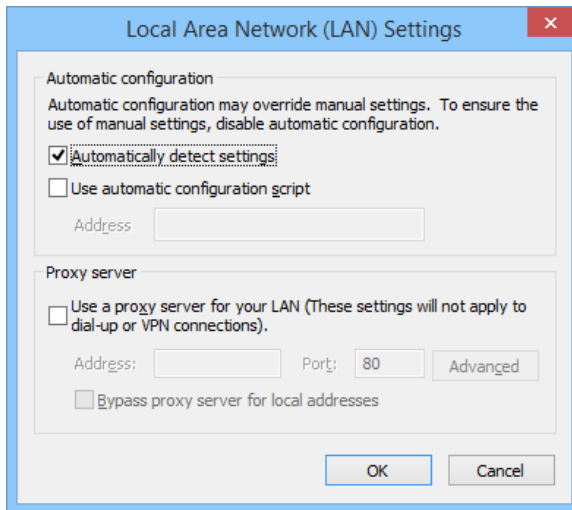 Local Area Network (LAN) Settings
Automatic configuration
Automatic configuration may override manual settings. To ensure the
use of manual settings, disable automatic configuration.
Automatically detect settings
Use automatic configuration script
Address
Proxy server
Use a proxy server for your LAN (These settings will not apply to
dial-up or VPN connections).
Address: Port: 80 Advanced
Bypass proxy server for local addresses
OK Cancel